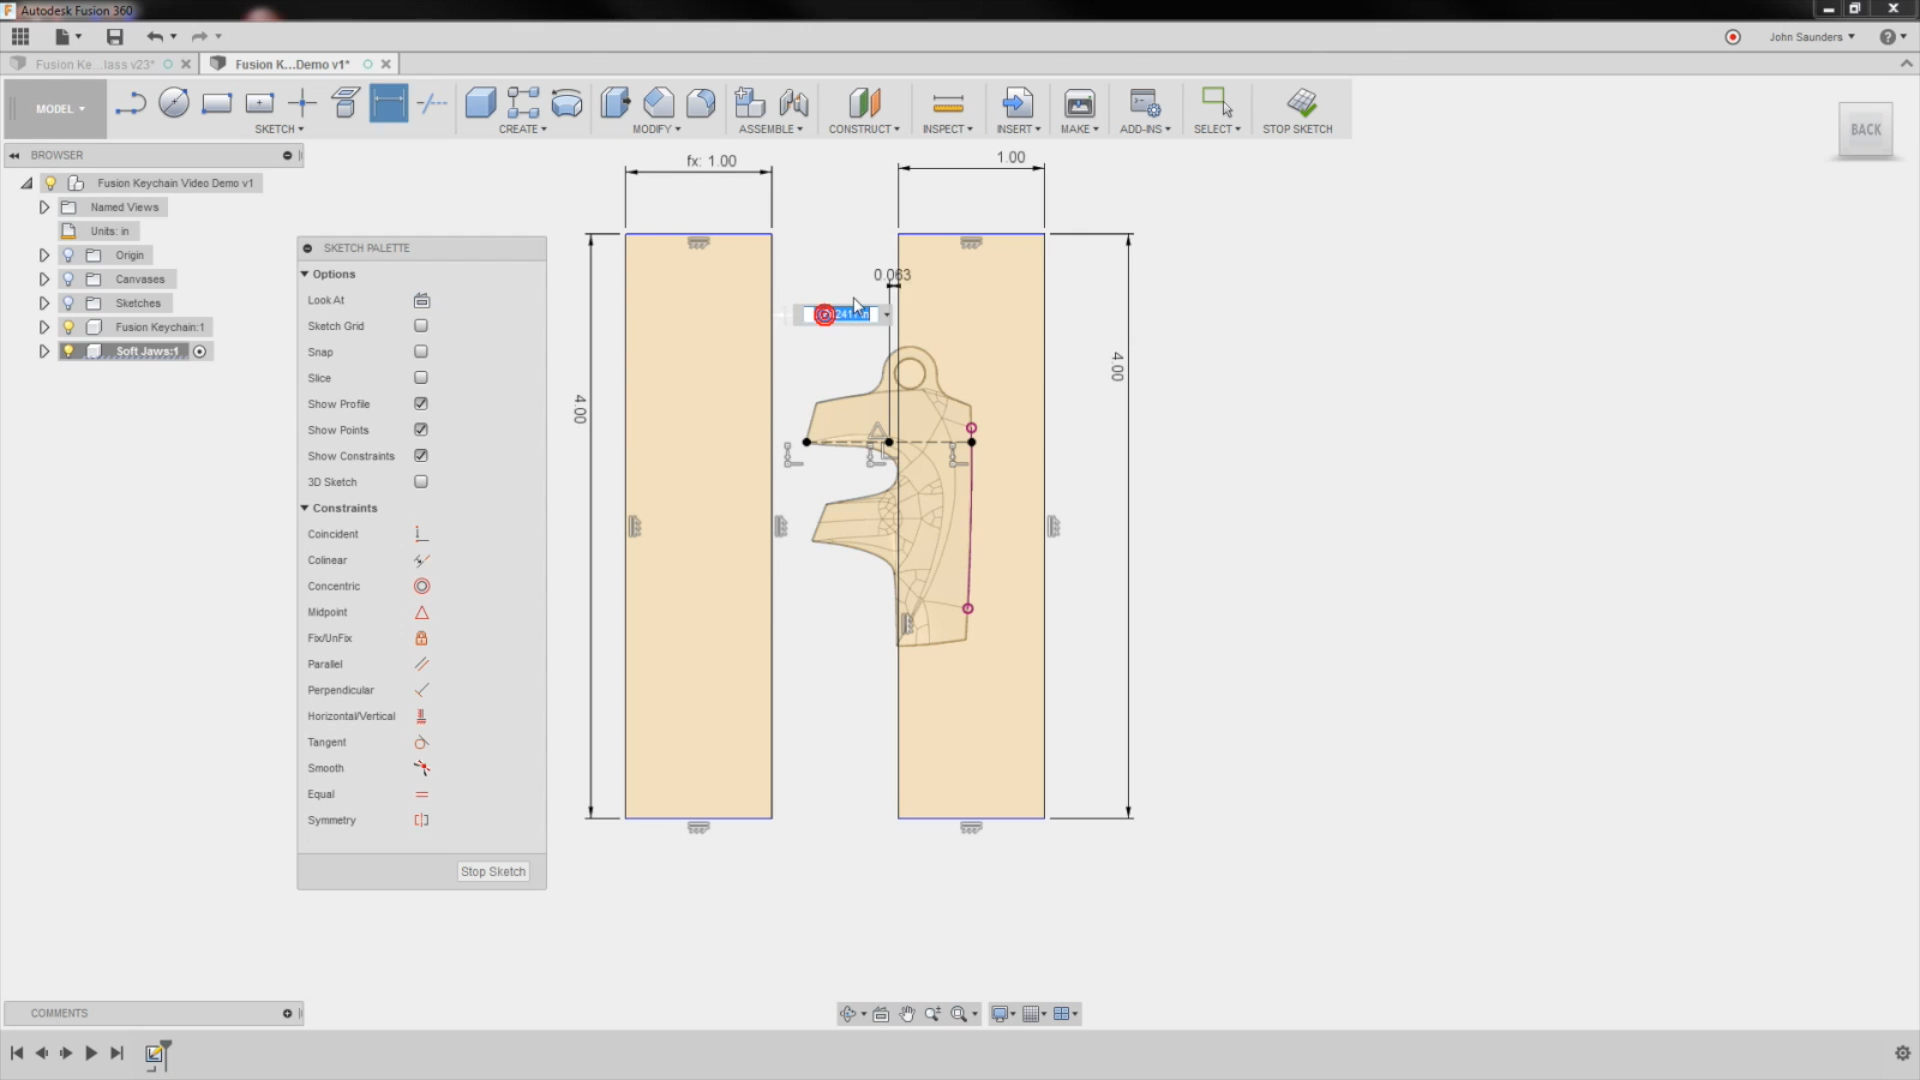 Autodesk Fusion 360
John Saunders
Fusion Ke...lass v23*
Fusion K...Demo v1*
MODEL
SKETCH
CREATE
MODIFY
ASSEMBLE
CONSTRUCT
INSPECT
INSERT
MAKE
ADD-INS
SELECT
STOP SKETCH
BACK
BROWSER
Fusion Keychain Video Demo v1
Named Views
Units: in
Origin
Canvases
Sketches
Fusion Keychain:1
Soft Jaws:1
SKETCH PALETTE
Options
Look At
Sketch Grid
Snap
Slice
Show Profile
Show Points
Show Constraints
3D Sketch
Constraints
Coincident
Colinear
Concentric
Midpoint
Fix/UnFix
Parallel
Perpendicular
Horizontal/Vertical
Tangent
Smooth
Equal
Symmetry
Stop Sketch
fx: 1.00
1.00
0.063
4.00
4.00
COMMENTS